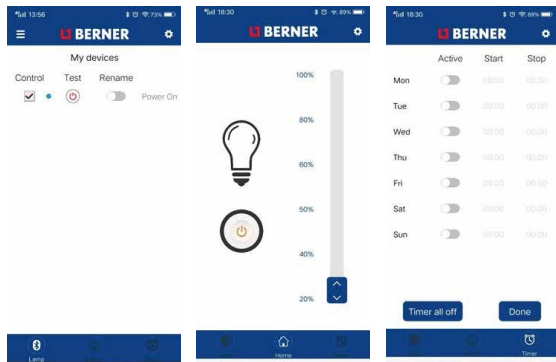 4G 13:56
73%
BERNER
My devices
Control Test Rename
Power On
Lamp
18:30
89%
BERNER
100%
80%
60%
50%
40%
20%
Home
18:30
89%
BERNER
Active Start Stop
Mon 00:00 00:00
Tue 00:00 00:00
Wed 00:00 00:00
Thu 00:00 00:00
Fri 00:00 00:00
Sat 00:00 00:00
Sun 00:00 00:00
Timer all off Done
Timer